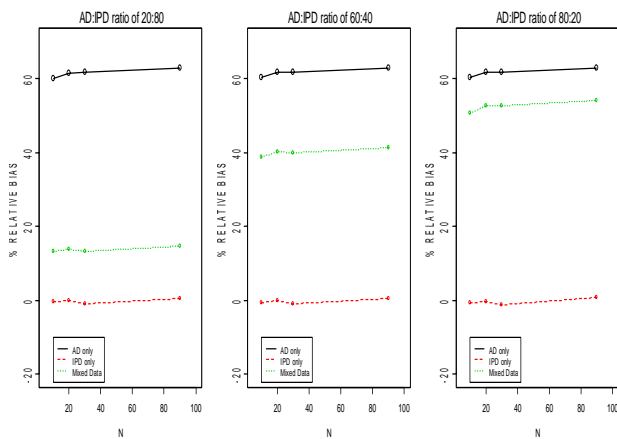 AD:IPD ratio of 20:80
% RELATIVE BIAS
60
40
20
0
-20
AD only
IPD only
Mixed Data
20 40 60 80 100
N
AD:IPD ratio of 60:40
% RELATIVE BIAS
60
40
20
0
-20
AD only
IPD only
Mixed Data
20 40 60 80 100
N
AD:IPD ratio of 80:20
% RELATIVE BIAS
60
40
20
0
-20
AD only
IPD only
Mixed Data
20 40 60 80 100
N